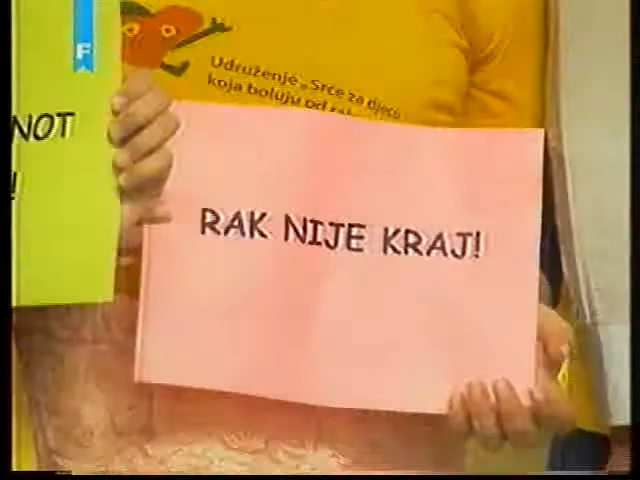 F
Udruženje „Srce za djecu
koja boluju od
NOT
!
RAK NIJE KRAJ!